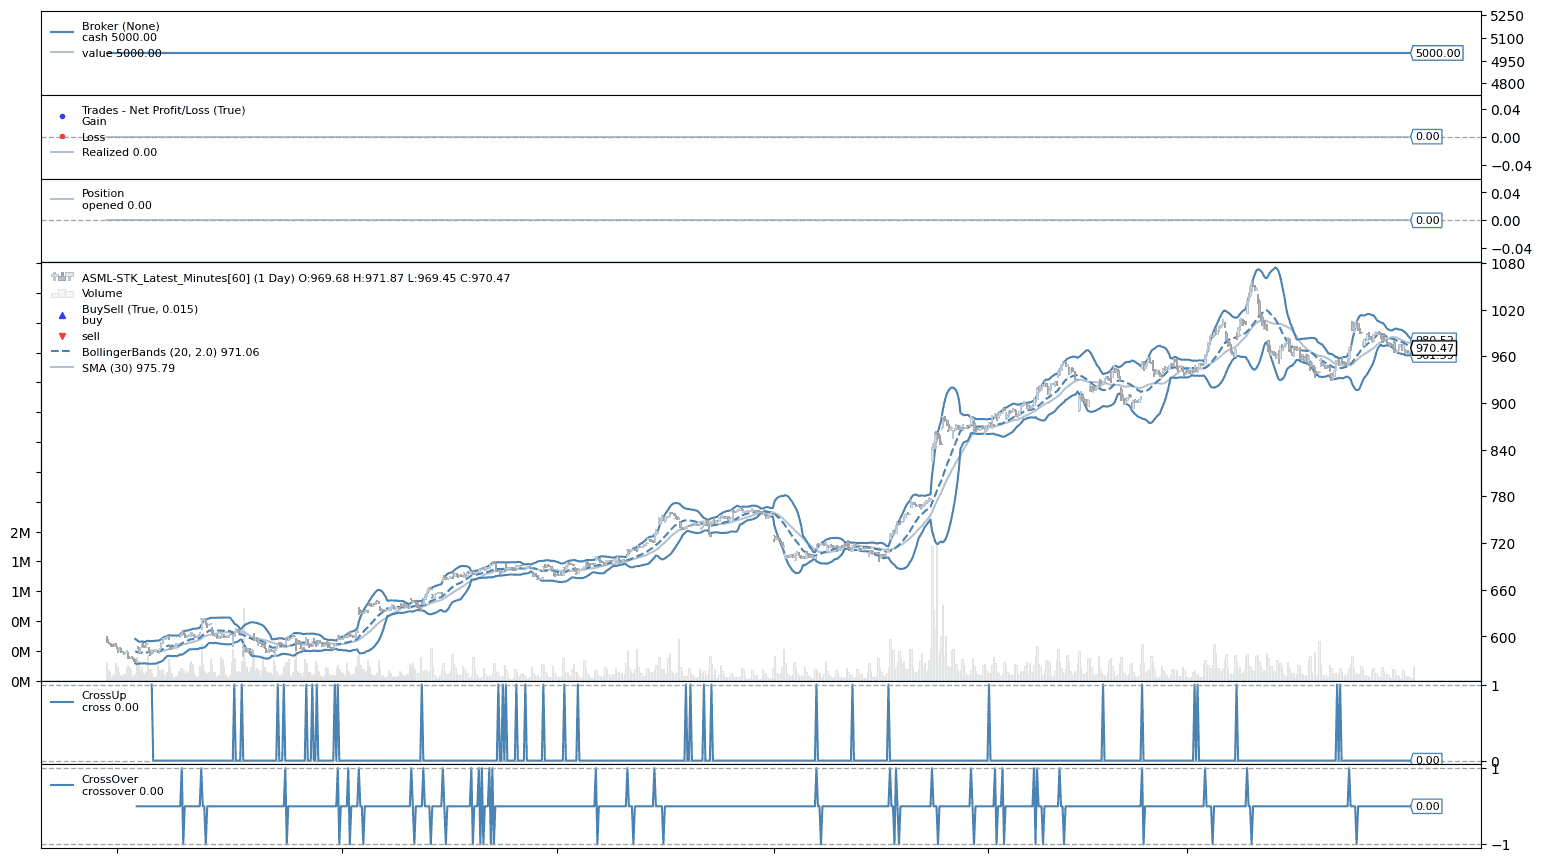 Broker (None)
cash 5000.00
value 5000.00
5250
5100
4950
4800
5000.00
Trades - Net Profit/Loss (True)
Gain
Loss
Realized 0.00
0.04
0.00
−0.04
0.00
Position
opened 0.00
0.04
0.00
−0.04
0.00
ASML-STK_Latest_Minutes[60] (1 Day) O:969.68 H:971.87 L:969.45 C:970.47
Volume
BuySell (True, 0.015)
buy
sell
BollingerBands (20, 2.0) 971.06
SMA (30) 975.79
1080
1020
960
900
840
780
720
660
600
970.47
2M
1M
1M
0M
0M
0M
CrossUp
cross 0.00
1
0
0.00
CrossOver
crossover 0.00
1
−1
0.00